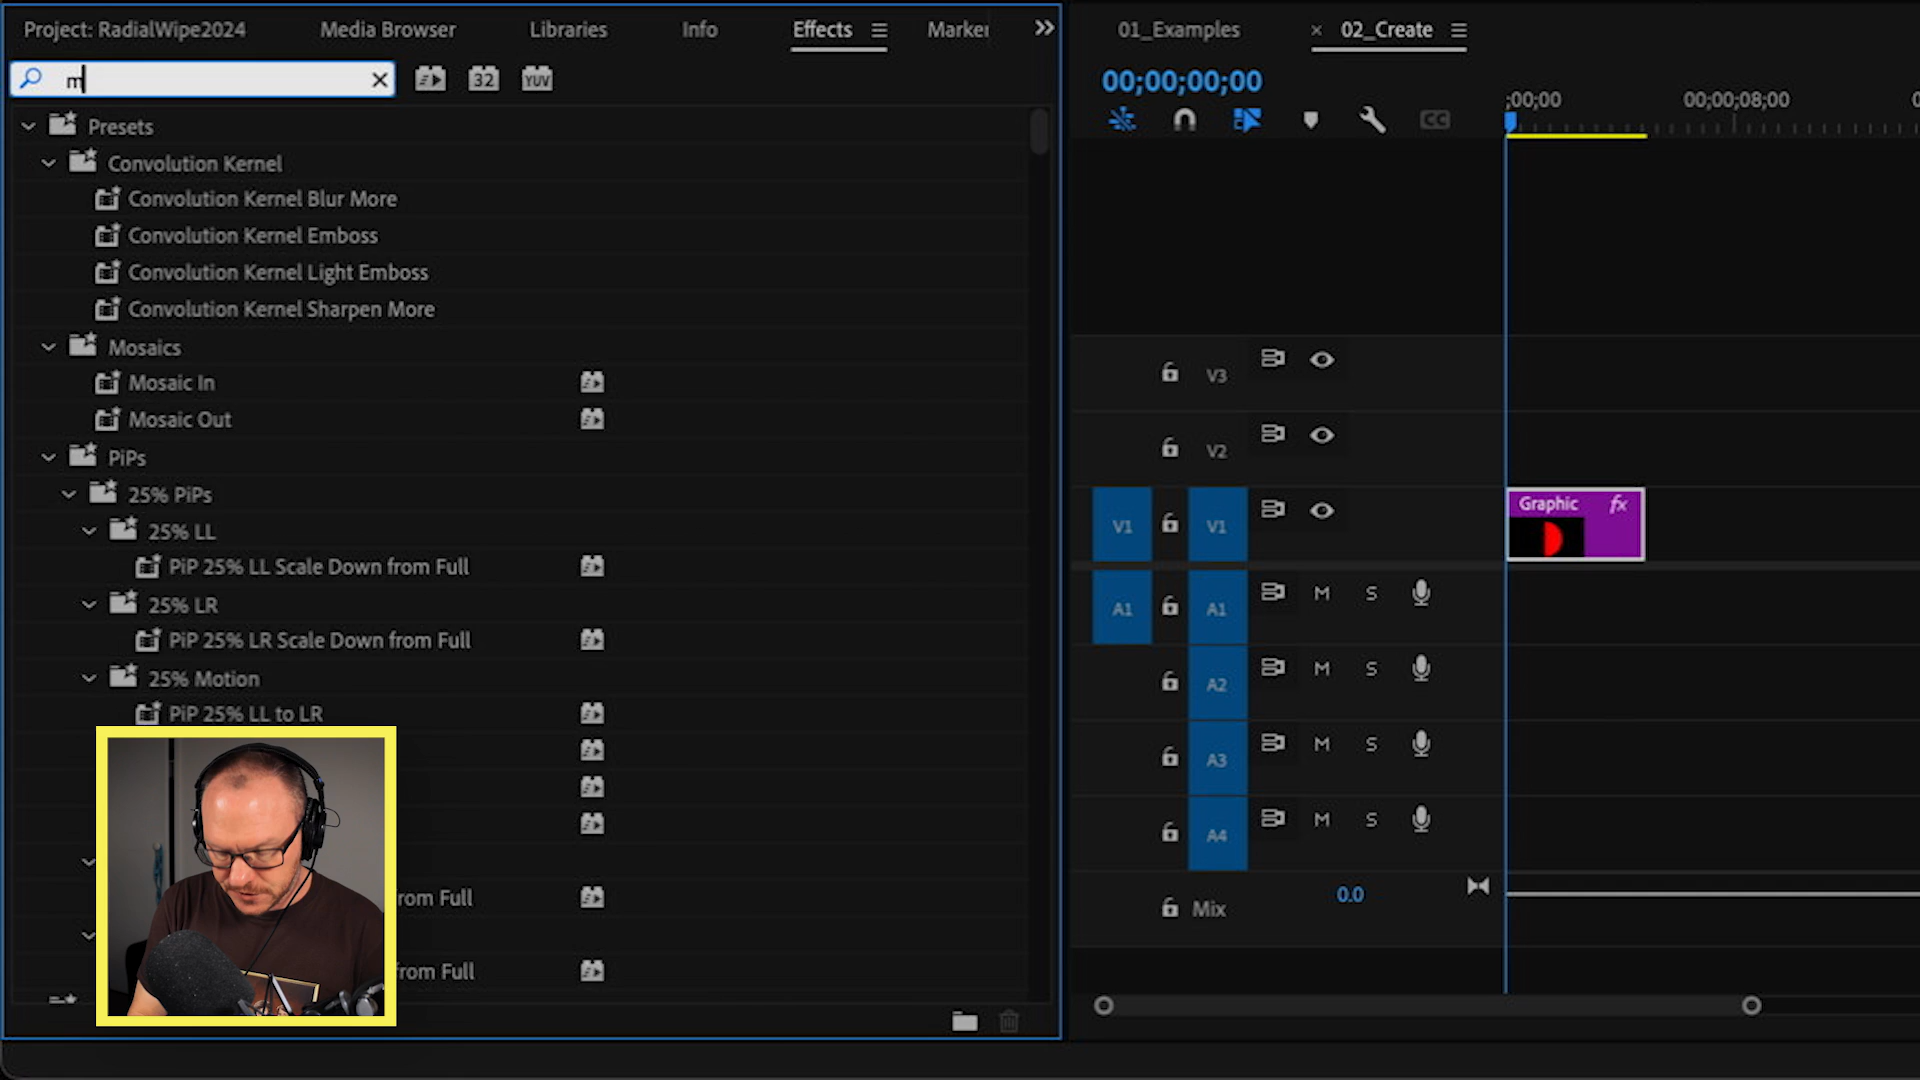 Project: RadialWipe2024
Media Browser
Libraries
Info
Effects
Marker
m
32
YUV
Presets
Convolution Kernel
Convolution Kernel Blur More
Convolution Kernel Emboss
Convolution Kernel Light Emboss
Convolution Kernel Sharpen More
Mosaics
Mosaic In
Mosaic Out
PiPs
25% PiPs
25% LL
PiP 25% LL Scale Down from Full
25% LR
PiP 25% LR Scale Down from Full
25% Motion
PiP 25% LL to LR
rom Full
from Full
01_Examples
× 02_Create
00;00;00;00
CC
;00;00
00;00;08;00
0
V3
V2
V1
V1
Graphic fx
A1
A1
M S
A2
M S
A3
M S
A4
M S
Mix
0.0